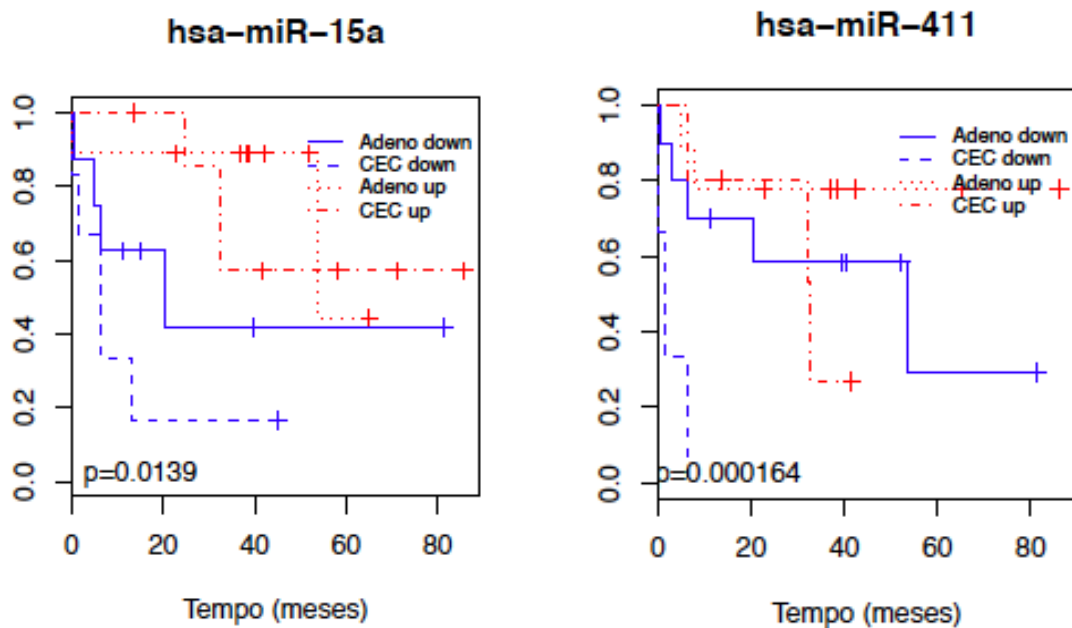 hsa-miR-15a
1.0
0.8
0.6
0.4
0.2
0.0
Adeno down
CEC down
Adeno up
CEC up
p=0.0139
0 20 40 60 80
Tempo (meses)
hsa-miR-411
1.0
0.8
0.6
0.4
0.2
0.0
Adeno down
CEC down
Adeno up
CEC up
p=0.000164
0 20 40 60 80
Tempo (meses)